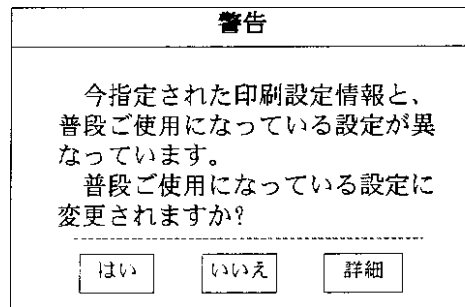 警告
今指定された印刷設定情報と、
普段ご使用になっている設定が異
なっています。
普段ご使用になっている設定に
変更されますか?
はい
いいえ
詳細